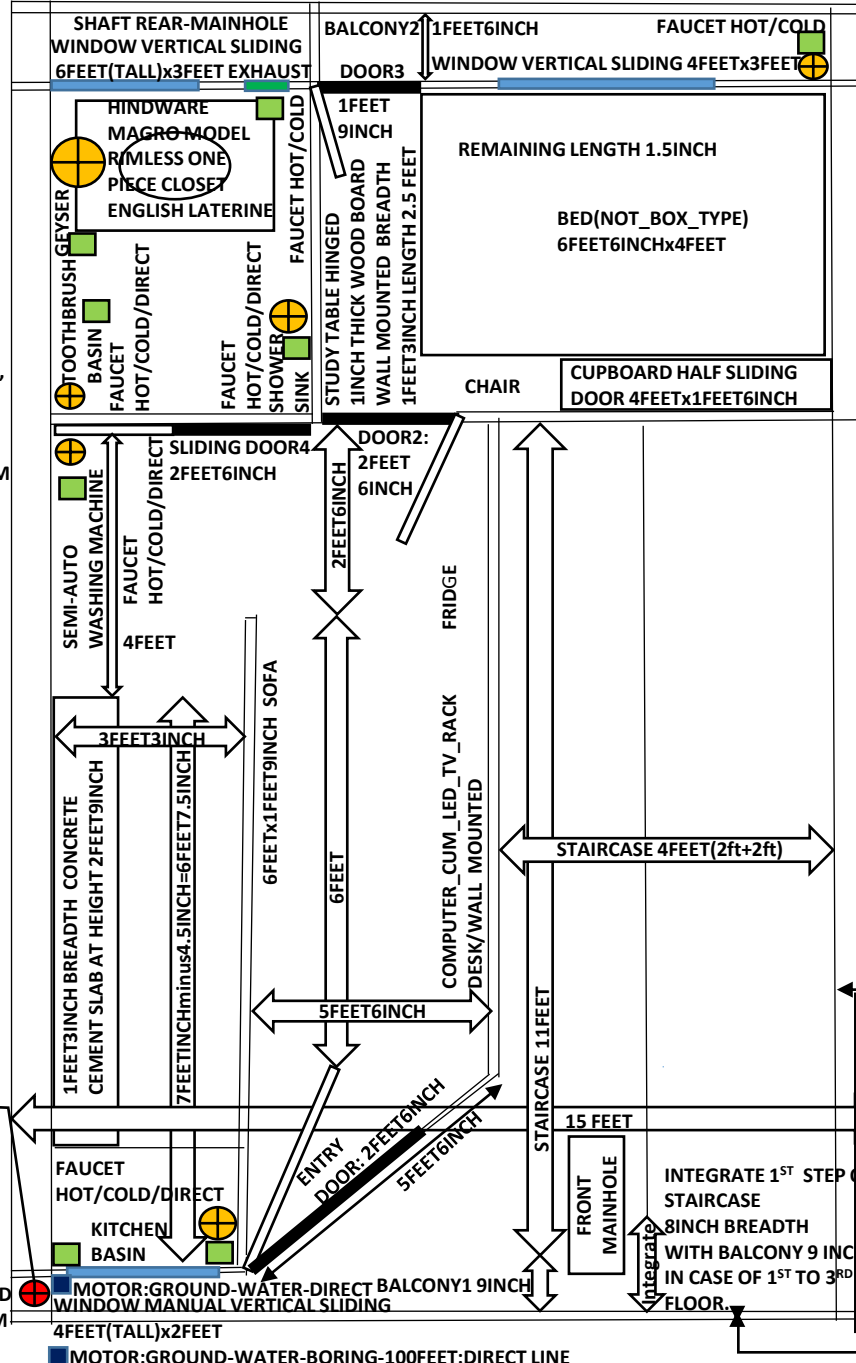 SHAFT REAR-MAINHOLE
WINDOW VERTICAL SLIDING
6FEET(TALL)x3FEET EXHAUST
BALCONY2 1FEET6INCH
FAUCET HOT/COLD
DOOR3
WINDOW VERTICAL SLIDING 4FEETx3FEET
HINDWARE
MAGRO MODEL
RIMLESS ONE
PIECE CLOSET
ENGLISH LATERINE
FAUCET HOT/COLD
1FEET
9INCH
REMAINING LENGTH 1.5INCH
BED(NOT_BOX_TYPE)
6FEET6INCHx4FEET
GEYSER
TOOTHBRUSH
BASIN
FAUCET
HOT/COLD/DIRECT
FAUCET
HOT/COLD/DIRECT
SHOWER
SINK
STUDY TABLE HINGED
1INCH THICK WOOD BOARD
WALL MOUNTED BREADTH
1FEET3INCH LENGTH 2.5 FEET
CHAIR
CUPBOARD HALF SLIDING
DOOR 4FEETx1FEET6INCH
,
M
SLIDING DOOR4
2FEET6INCH
DOOR2:
2FEET
6INCH
2FEET6INCH
SEMI-AUTO
WASHING MACHINE
FAUCET
HOT/COLD/DIRECT
4FEET
FRIDGE
3FEET3INCH
1FEET3INCH BREADTH CONCRETE
CEMENT SLAB AT HEIGHT 2FEET9INCH
7FEETINCHminus4.5INCH=6FEET7.5INCH
6FEETx1FEET9INCH SOFA
6FEET
COMPUTER_CUM_LED_TV_RACK
DESK/WALL MOUNTED
STAIRCASE 4FEET(2ft+2ft)
5FEET6INCH
STAIRCASE 11FEET
15 FEET
ENTRY
DOOR: 2FEET6INCH
5FEET6INCH
FAUCET
HOT/COLD/DIRECT
KITCHEN
BASIN
FRONT
MAINHOLE
Integrate
INTEGRATE 1ST STEP
STAIRCASE
8INCH BREADTH
WITH BALCONY 9 INC
IN CASE OF 1ST TO 3RD
FLOOR.
D
M
MOTOR:GROUND-WATER-DIRECT
BALCONY1 9INCH
WINDOW MANUAL VERTICAL SLIDING
4FEET(TALL)x2FEET
MOTOR:GROUND-WATER-BORING-100FEET:DIRECT LINE